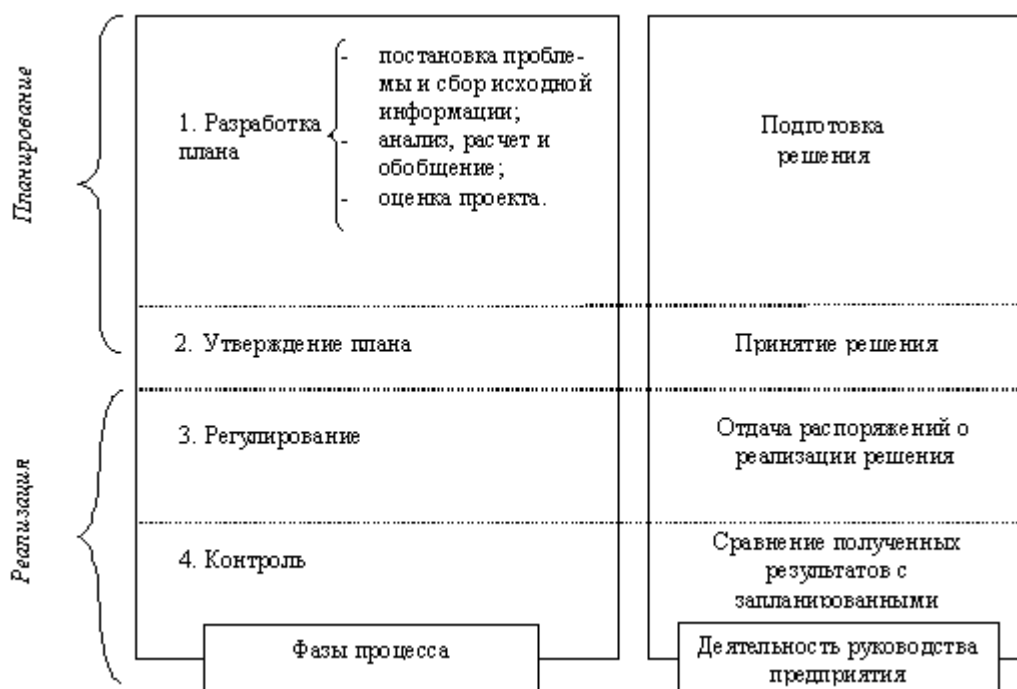 Планирование
1. Разработка
плана
- постановка пробле-
мы и сбор исходной
информации;
- анализ, расчет и
обобщение;
- оценка проекта.
Подготовка
решения
2. Утверждение плана
Принятие решения
Реализация
3. Регулирование
Отдача распоряжений о
реализации решения
4. Контроль
Сравнение полученных
результатов с
запланированными
Фазы процесса
Деятельность руководства
предприятия